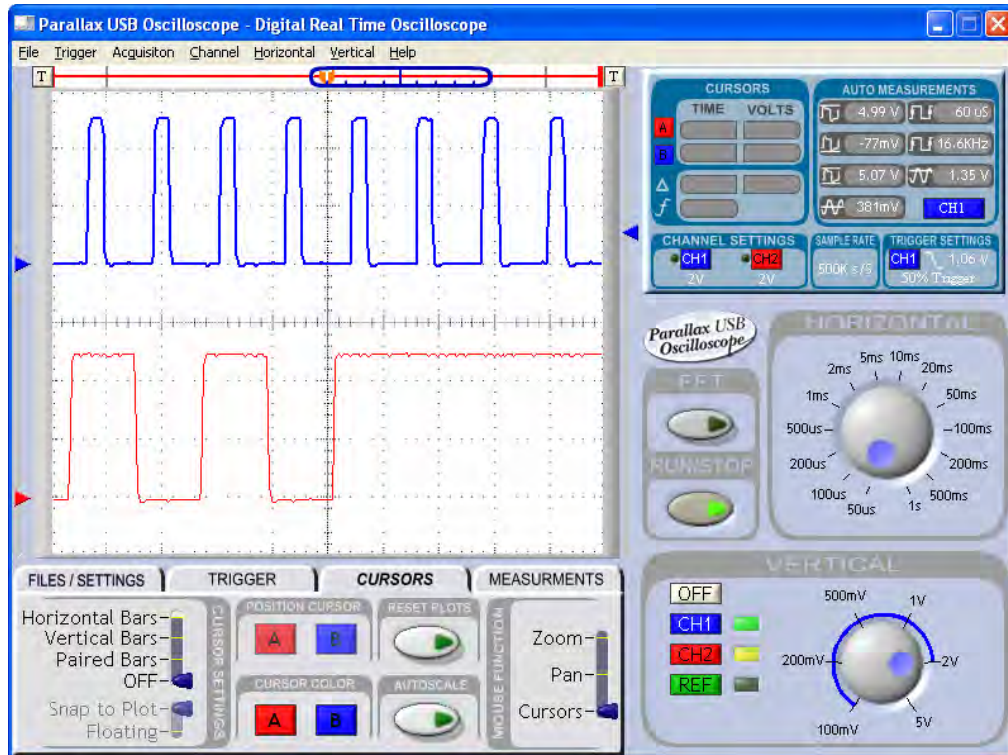 Parallax USB Oscilloscope - Digital Real Time Oscilloscope
File Trigger Acquisiton Channel Horizontal Vertical Help
T T
CURSORS
TIME VOLTS
A
B
Δ
f
AUTO MEASUREMENTS
4.99 V 60 uS
-77mV 16.6KHz
5.07 V 1.35 V
381mV CH1
CHANNEL SETTINGS
CH1 CH2
2V 2V
SAMPLE RATE
500K s/S
TRIGGER SETTINGS
CH1 1.06 V
50% Trigger
Parallax USB
Oscilloscope
FFT
RUN/STOP
HORIZONTAL
5ms 10ms
2ms 20ms
1ms 50ms
500us 100ms
200us 200ms
100us 500ms
50us 1s
VERTICAL
OFF
CH1
CH2
REF
500mV 1V
200mV 2V
100mV 5V
FILES / SETTINGS TRIGGER CURSORS MEASURMENTS
Horizontal Bars
Vertical Bars
Paired Bars
OFF
Snap to Plot
Floating
CURSOR SETTINGS
POSITION CURSOR
A B
CURSOR COLOR
A B
RESET PLOTS
AUTOSCALE
MOUSE FUNCTION
Zoom
Pan
Cursors